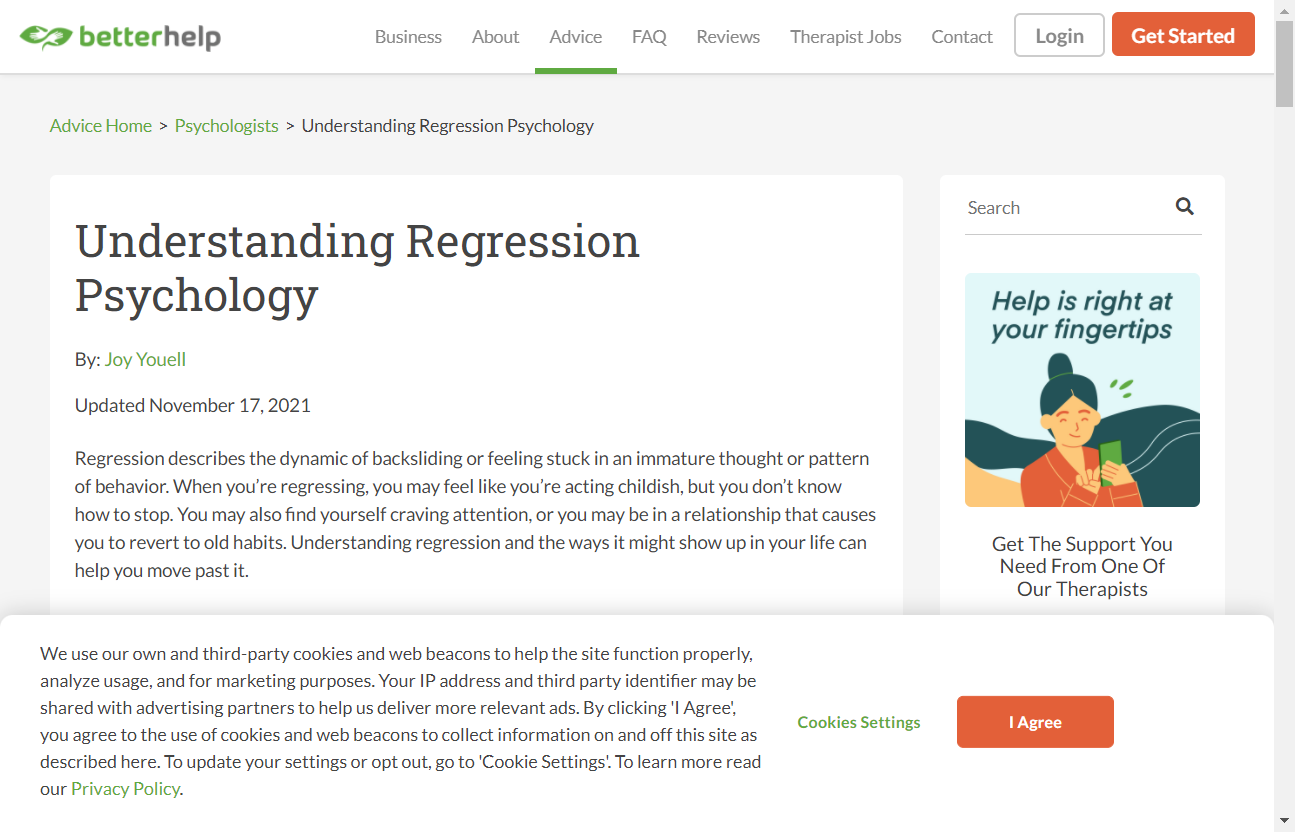 betterhelp
Business About Advice FAQ Reviews Therapist Jobs Contact Login Get Started
Advice Home > Psychologists > Understanding Regression Psychology
Understanding Regression
Psychology
By: Joy Youell
Updated November 17, 2021
Regression describes the dynamic of backsliding or feeling stuck in an immature thought or pattern
of behavior. When you’re regressing, you may feel like you’re acting childish, but you don’t know
how to stop. You may also find yourself craving attention, or you may be in a relationship that causes
you to revert to old habits. Understanding regression and the ways it might show up in your life can
help you move past it.
Search
Help is right at
your fingertips
Get The Support You
Need From One Of
Our Therapists
We use our own and third-party cookies and web beacons to help the site function properly,
analyze usage, and for marketing purposes. Your IP address and third party identifier may be
shared with advertising partners to help us deliver more relevant ads. By clicking 'I Agree',
you agree to the use of cookies and web beacons to collect information on and off this site as
described here. To update your settings or opt out, go to 'Cookie Settings'. To learn more read
our Privacy Policy.
Cookies Settings
I Agree